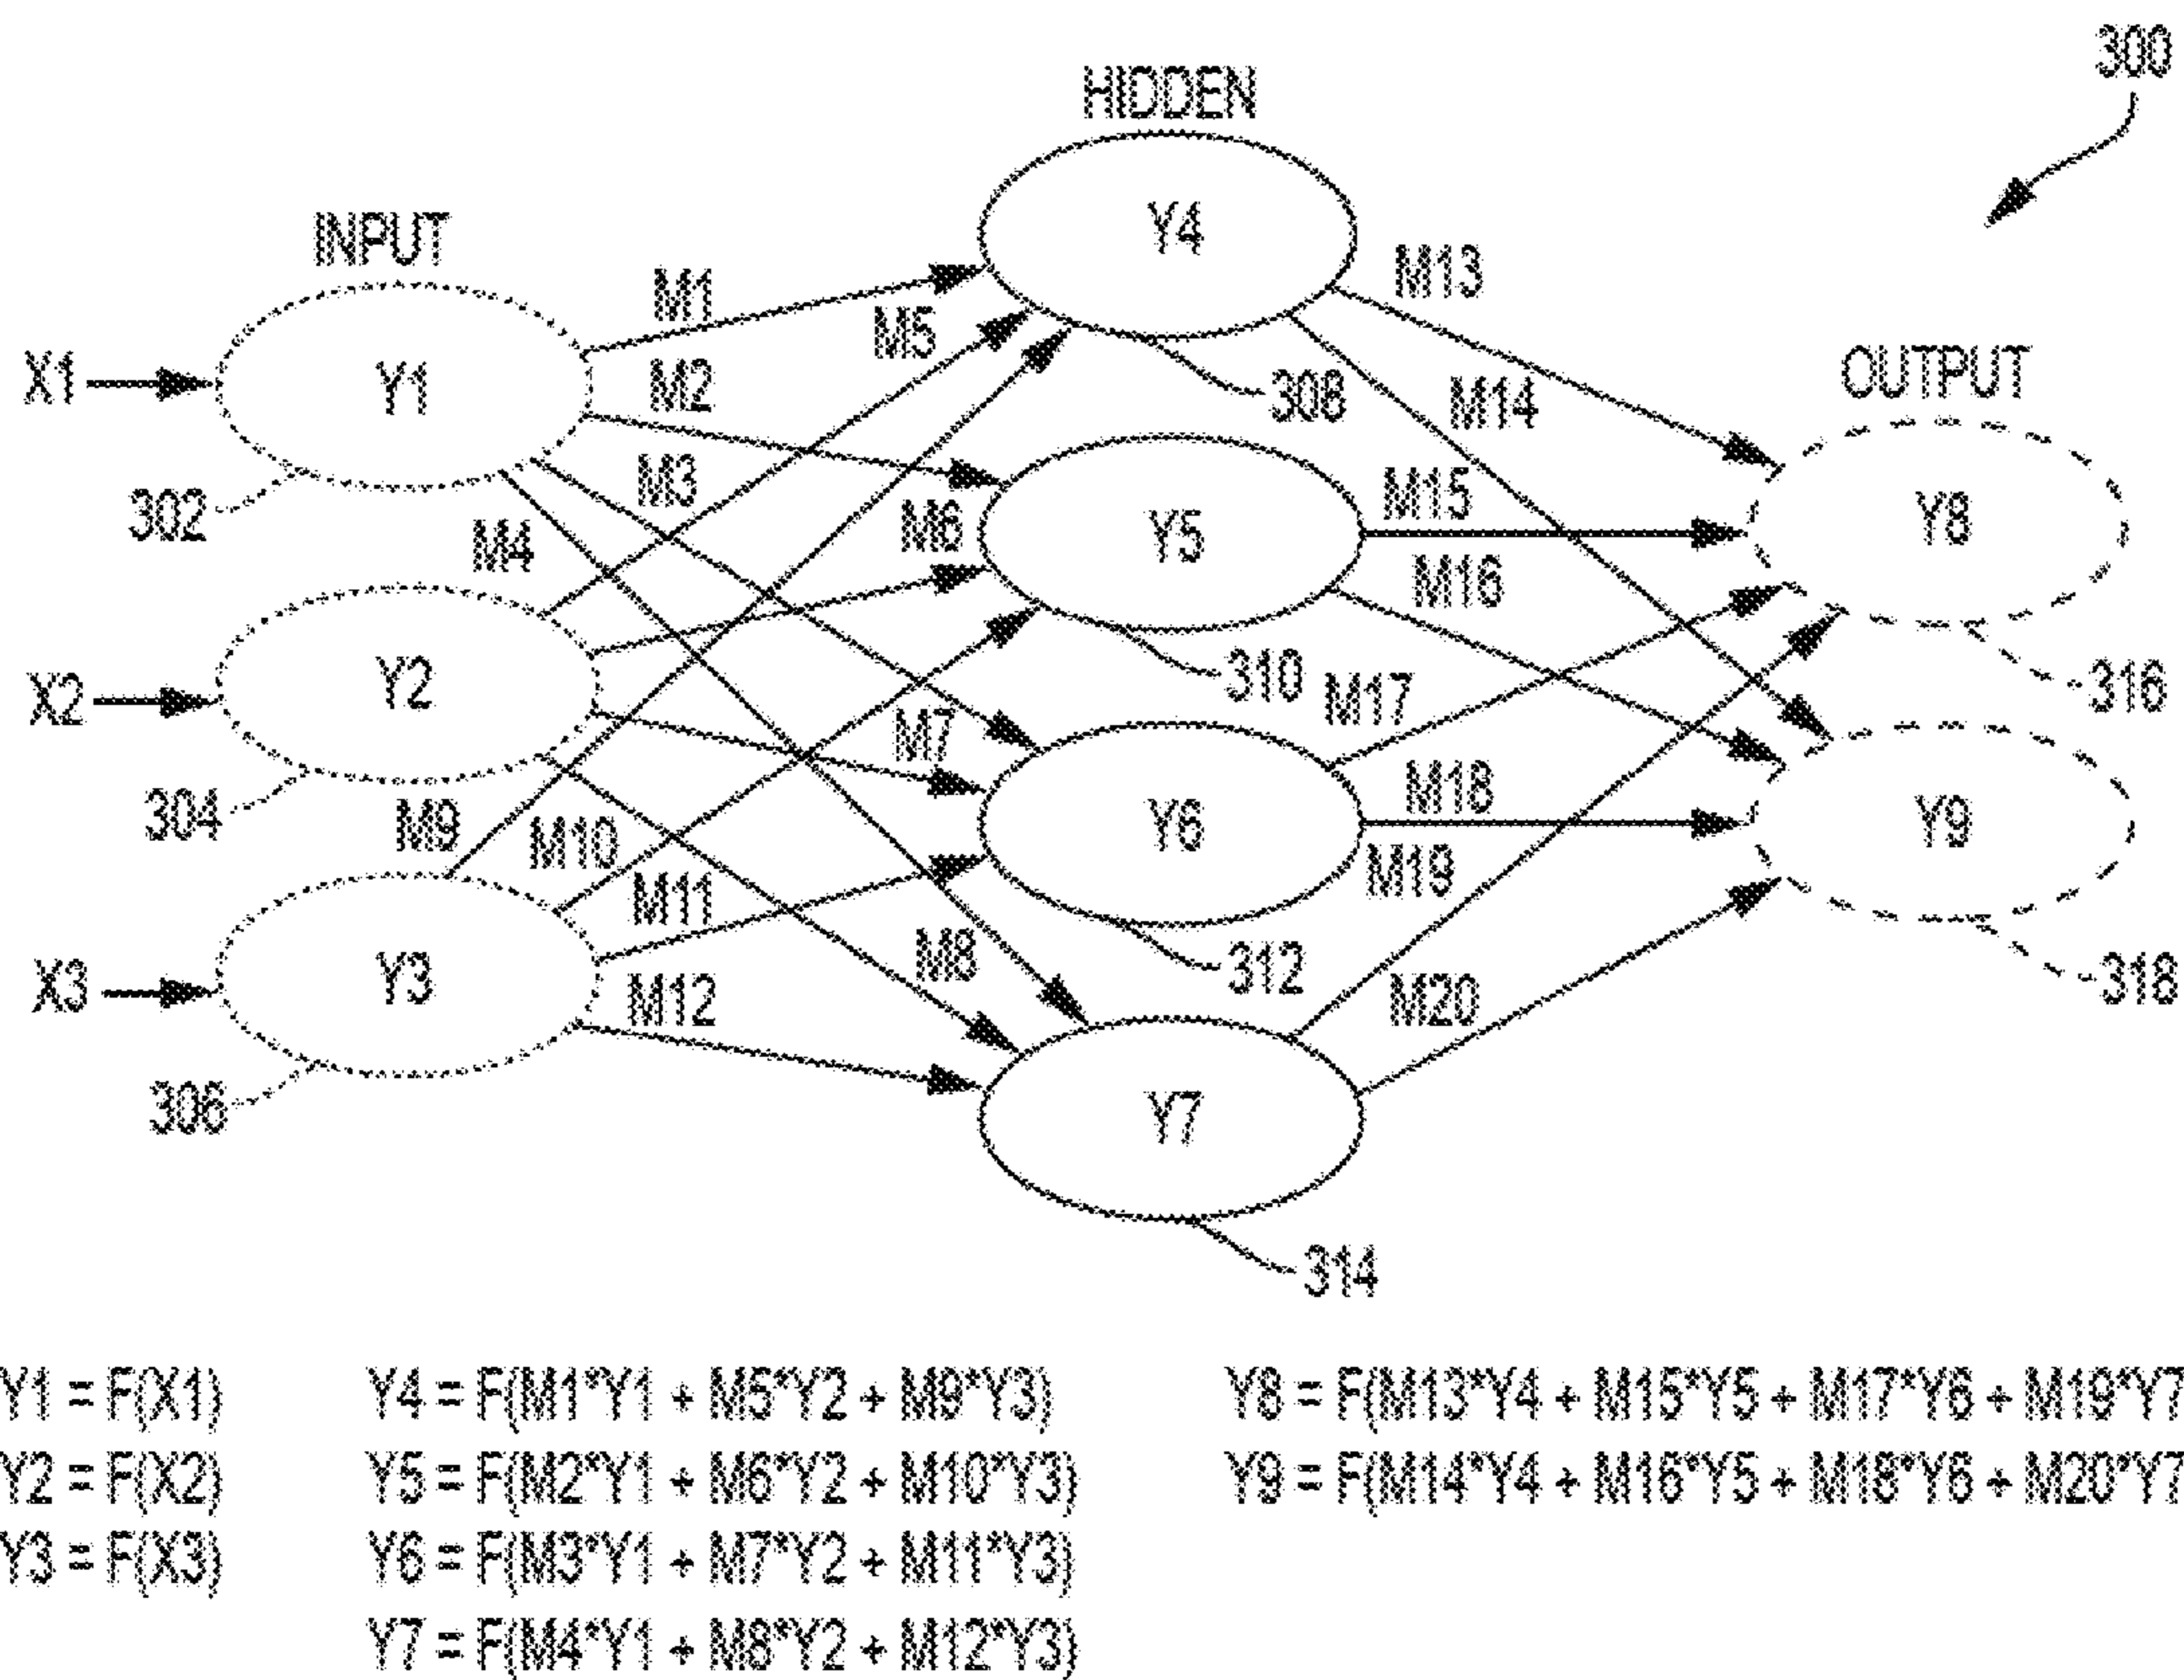 300
HIDDEN
Y4
INPUT
M1
M5
M13
X1
Y1
M2
308
M14
OUTPUT
302
M3
M4
M6
Y5
M15
M16
Y8
X2
Y2
310
M17
316
304
M7
M9
M10
Y6
M18
M19
Y9
M11
X3
Y3
M12
M8
312
M20
318
306
Y7
314
Y1 = F(X1)
Y2 = F(X2)
Y3 = F(X3)
Y4 = F(M1*Y1 + M5*Y2 + M9*Y3)
Y5 = F(M2*Y1 + M6*Y2 + M10*Y3)
Y6 = F(M3*Y1 + M7*Y2 + M11*Y3)
Y7 = F(M4*Y1 + M8*Y2 + M12*Y3)
Y8 = F(M13*Y4 + M15*Y5 + M17*Y6 + M19*Y7
Y9 = F(M14*Y4 + M16*Y5 + M18*Y6 + M20*Y7